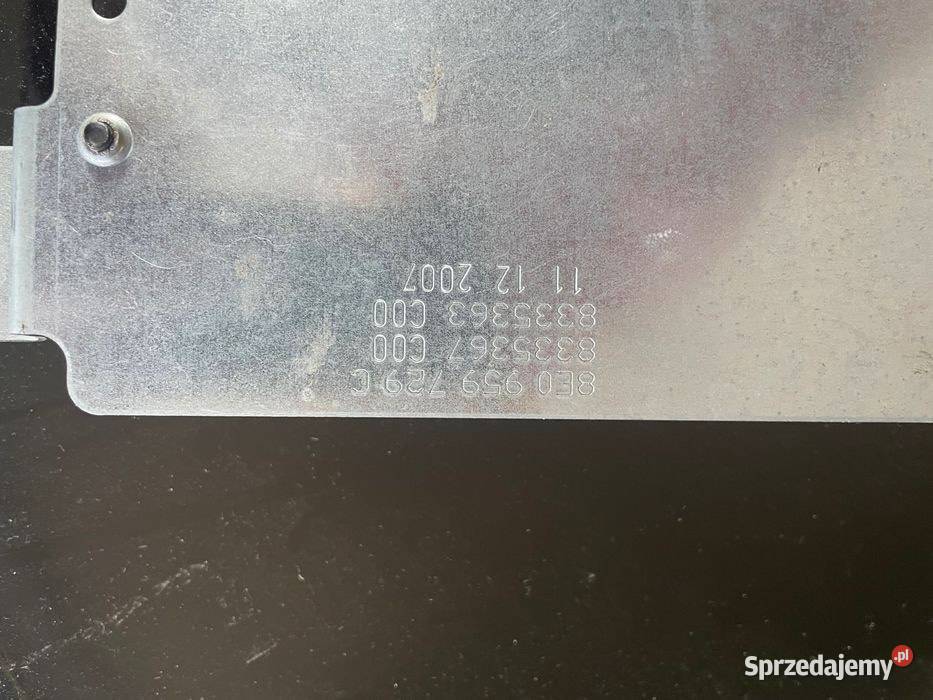 8E0 959 729 C
8335367 C00
8335363 C00
11 12 2007
Sprzedajemy.pl